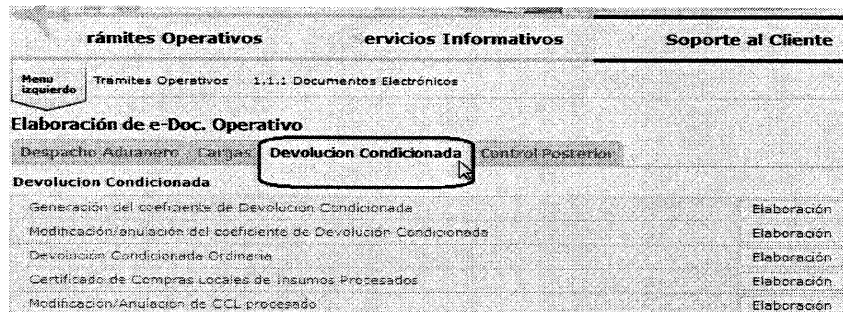 rámites Operativos ervicios Informativos Soporte al Cliente
Menu izquierdo Tramites Operativos 1.1.1 Documentos Electrónicos
Elaboración de e-Doc. Operativo
Despacho Aduanero Cargas Devolucion Condicionada Control Posterior
Devolucion Condicionada
Generación del coeficiente de Devolucion Condicionada Elaboración
Modificación/anulación del coeficiente de Devolución Condicionada Elaboración
Devolucion Condicionada Ordinaria Elaboración
Certificado de Compras Locales de Insumos Procesados Elaboración
Modificación/Anulación de CCL procesado Elaboración